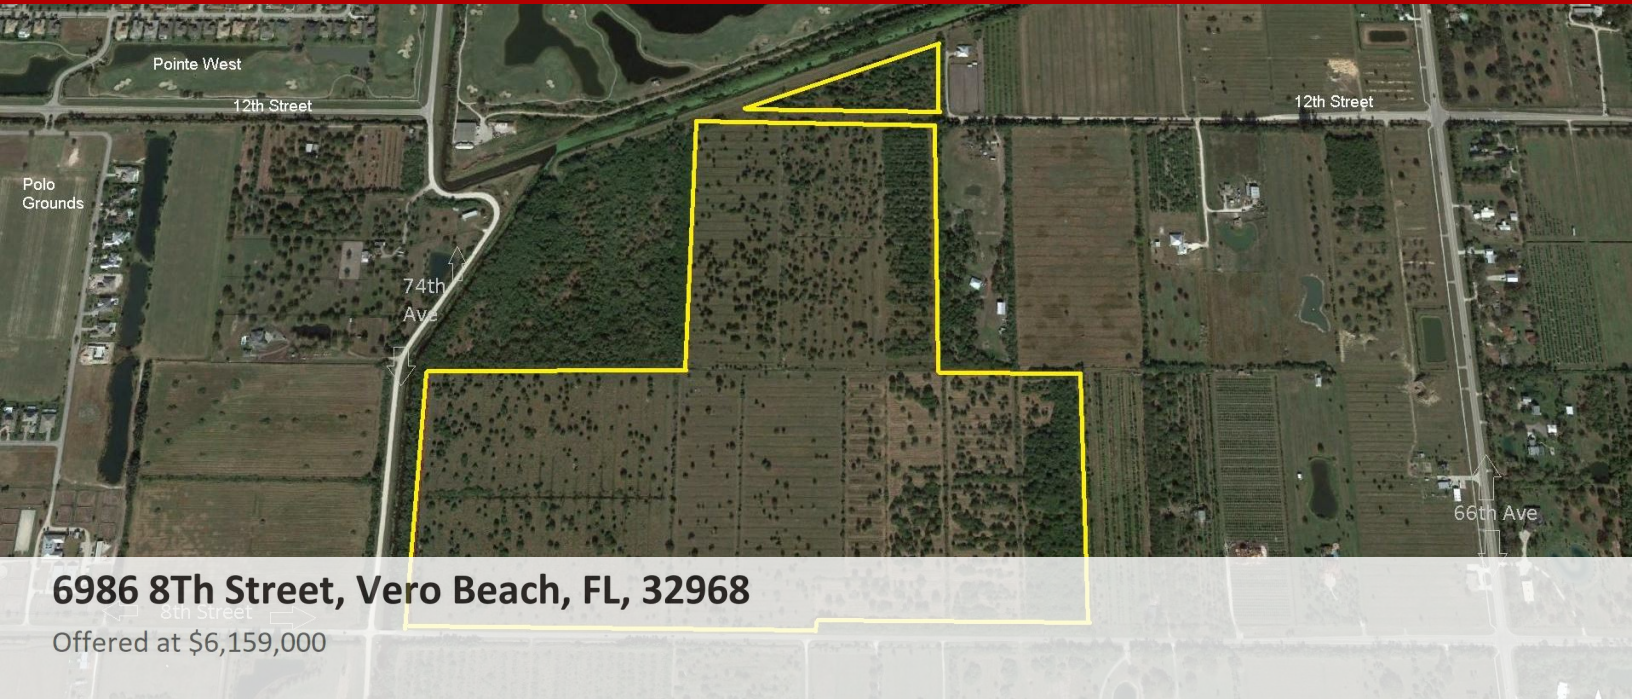 Pointe West
12th Street
12th Street
Polo
Grounds
74th
Ave
66th Ave
6986 8Th Street, Vero Beach, FL, 32968
8th Street
Offered at $6,159,000